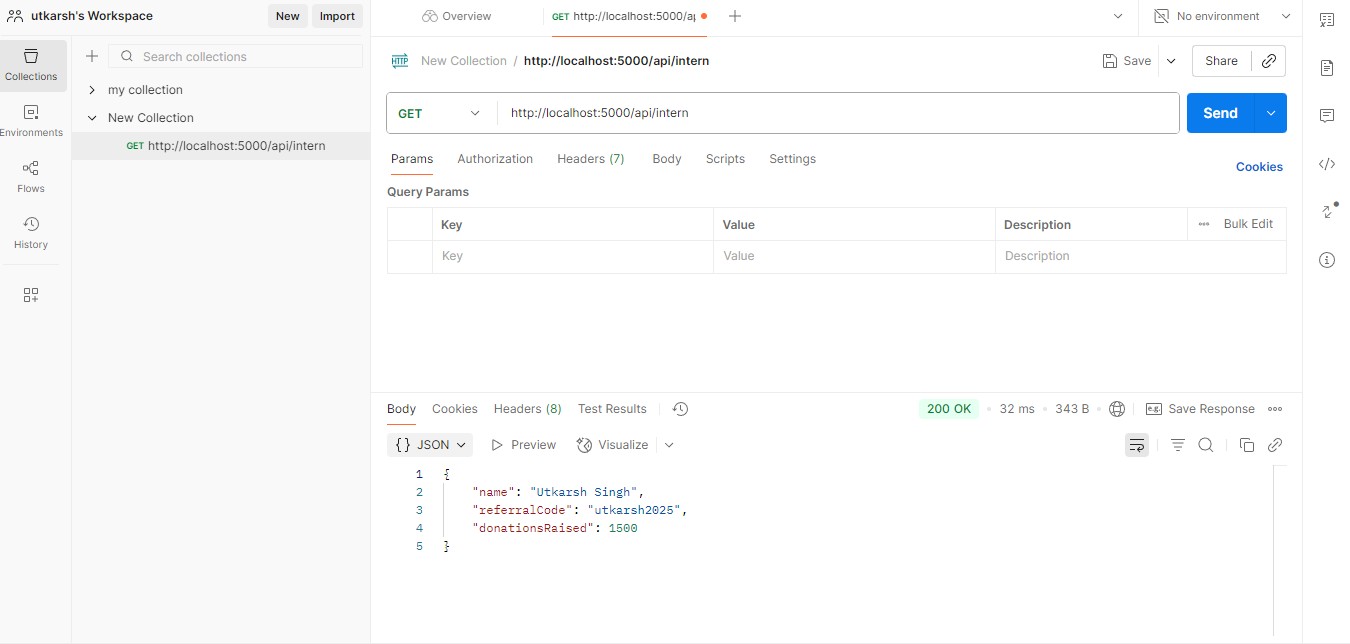 utkarsh's Workspace New Import
Overview GET http://localhost:5000/a No environment
Collections
Environments
Flows
History
Search collections
my collection
New Collection
GET http://localhost:5000/api/intern
HTTP New Collection / http://localhost:5000/api/intern Save Share
GET http://localhost:5000/api/intern Send
Params Authorization Headers (7) Body Scripts Settings Cookies
Query Params
Key Value Description Bulk Edit
Key Value Description
Body Cookies Headers (8) Test Results 200 OK 32 ms 343 B e.g. Save Response
{} JSON Preview Visualize
1 {
2 "name": "Utkarsh Singh",
3 "referralCode": "utkarsh2025",
4 "donationsRaised": 1500
5 }